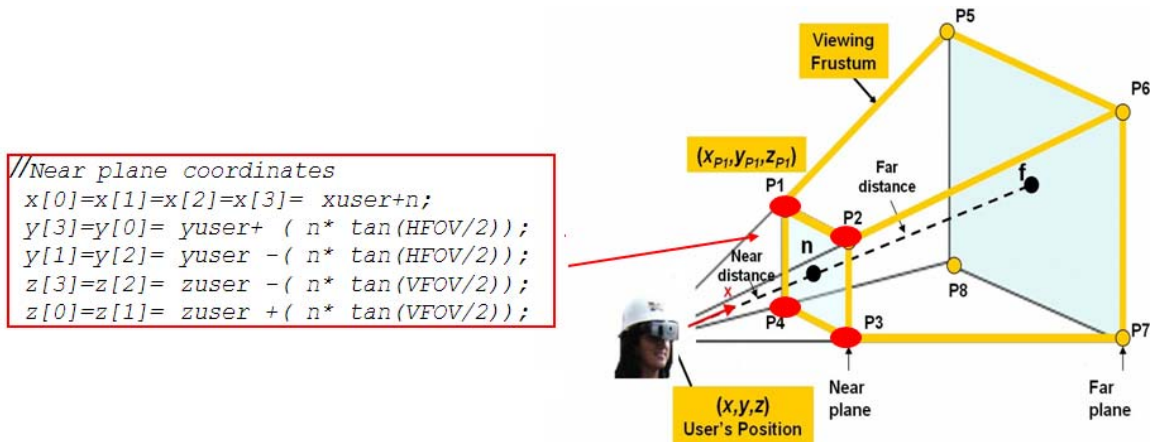 //Near plane coordinates
x[0]=x[1]=x[2]=x[3]= xuser+n;
y[3]=y[0]= yuser+ ( n* tan(HFOV/2));
y[1]=y[2]= yuser -( n* tan(HFOV/2));
z[3]=z[2]= zuser -( n* tan(VFOV/2));
z[0]=z[1]= zuser +( n* tan(VFOV/2));
P5
Viewing
Frustum
P6
(xP1,yP1,zP1)
Far
distance
f
P1
P2
n
Near
distance
x
P8
P4
P3
P7
Near
plane
Far
plane
(x,y,z)
User's Position